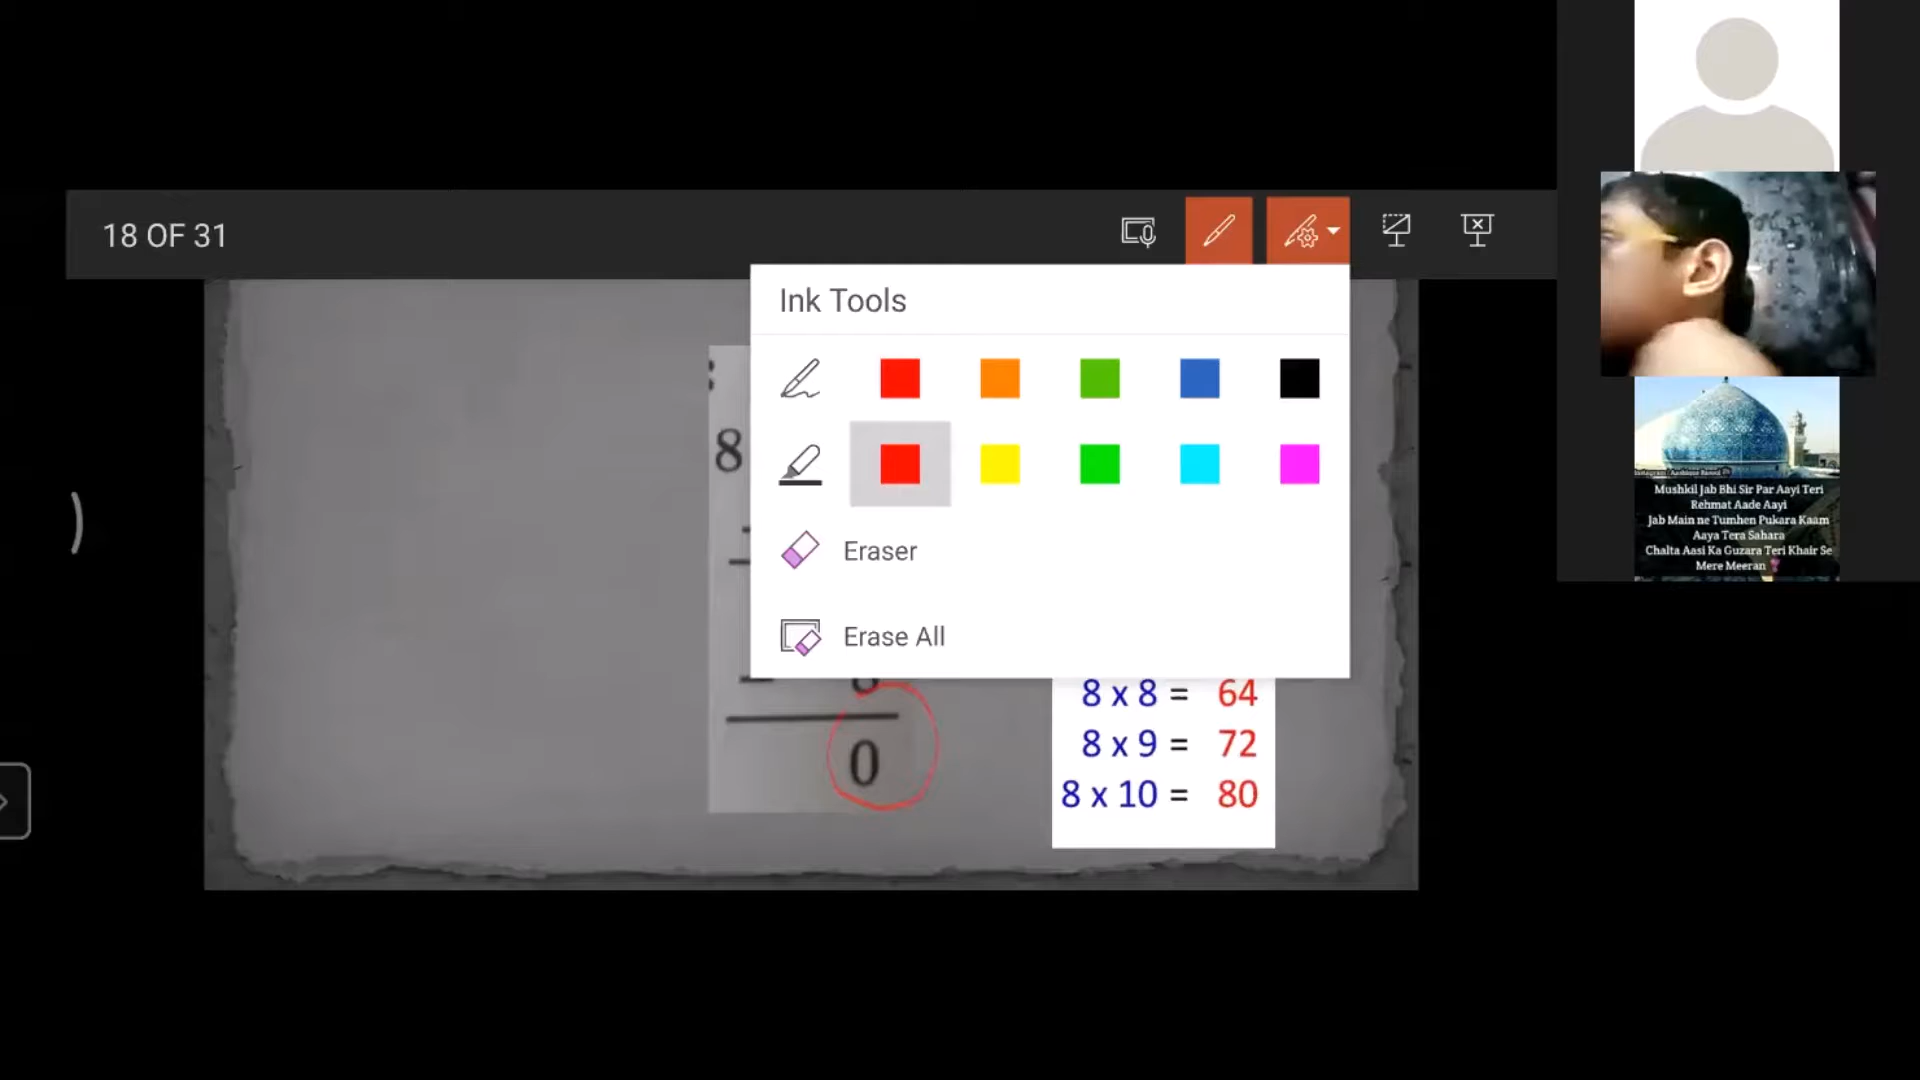 18 OF 31
Ink Tools
Eraser
Erase All
8
0
8 x 8 = 64
8 x 9 = 72
8 x 10 = 80
Mushkil Jab Bhi Sir Par Aayi Teri
Rehmat Aade Aayi
Jab Main ne Tumhen Pukara Kaam
Aaya Tera Sahara
Chalta Aasi Ka Guzara Teri Khair Se
Mere Meeran